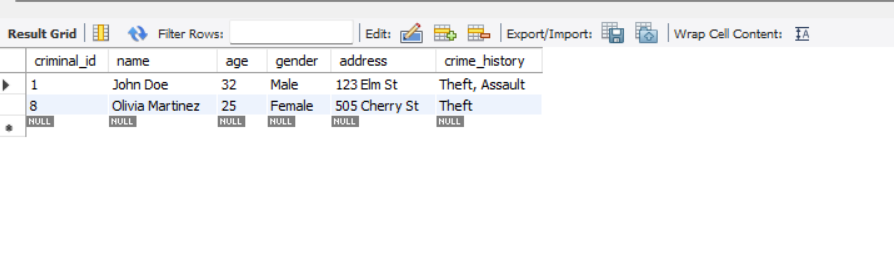 Result Grid Filter Rows: Edit: Export/Import: Wrap Cell Content: IA
criminal_id name age gender address crime_history
1 John Doe 32 Male 123 Elm St Theft, Assault
8 Olivia Martinez 25 Female 505 Cherry St Theft
NULL NULL NULL NULL NULL NULL